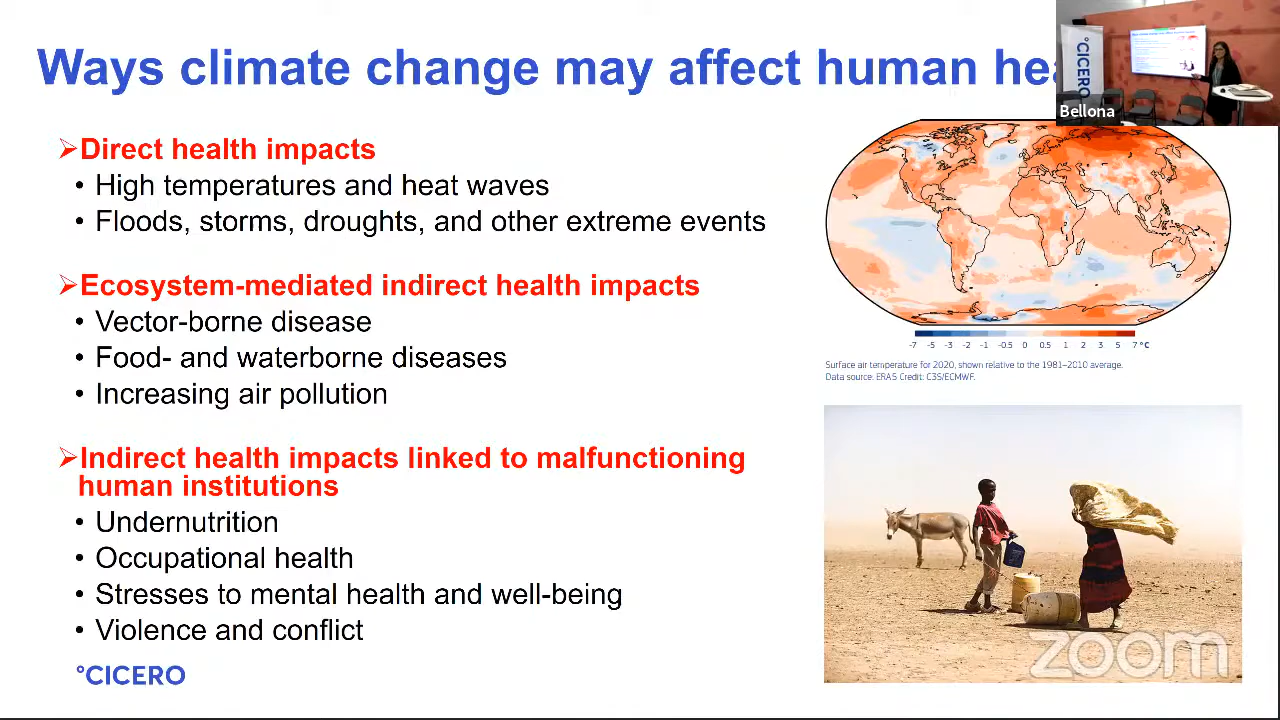 Ways climate change may affect human hea
°CICERO
Bellona
➢Direct health impacts
• High temperatures and heat waves
• Floods, storms, droughts, and other extreme events
➢Ecosystem-mediated indirect health impacts
• Vector-borne disease
• Food- and waterborne diseases
• Increasing air pollution
➢Indirect health impacts linked to malfunctioning
human institutions
• Undernutrition
• Occupational health
• Stresses to mental health and well-being
• Violence and conflict
°CICERO
-7 -5 -3 -2 -1 -0.5 0 0.5 1 2 3 5 7 °C
Surface air temperature for 2020, shown relative to the 1981–2010 average.
Data source: ERA5 Credit: C3S/ECMWF.
zoom